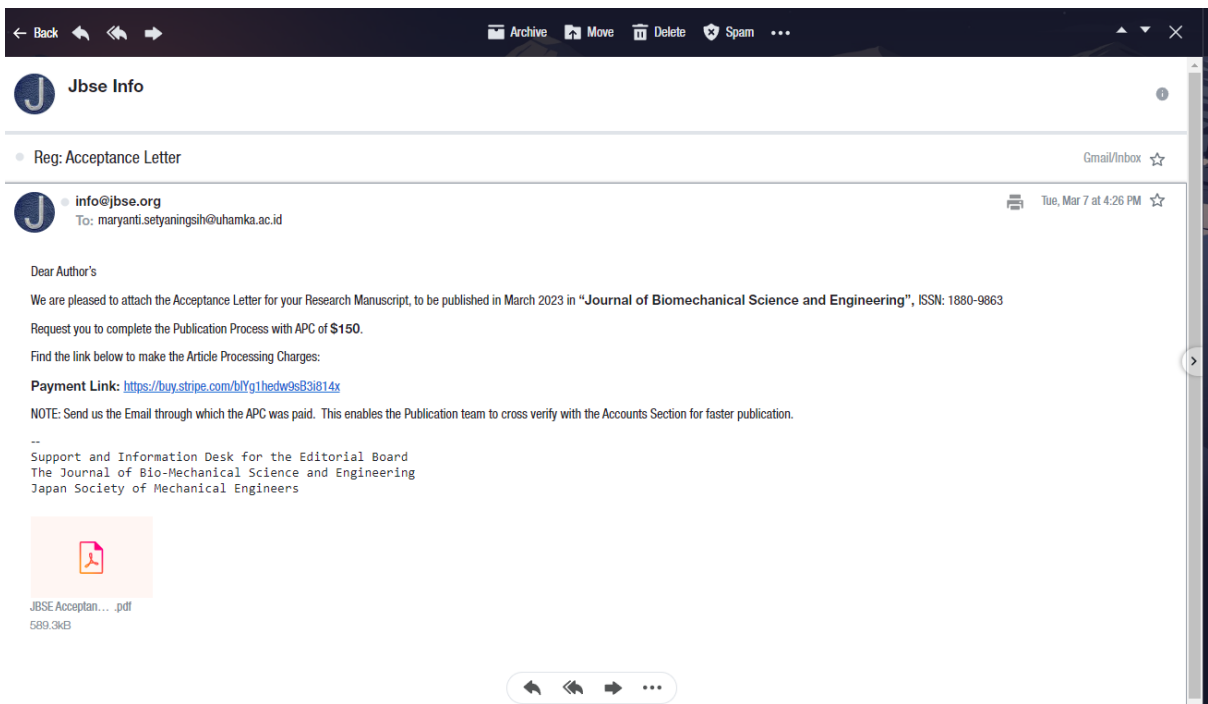 Back
Archive Move Delete Spam
J Jbse Info
Reg: Acceptance Letter Gmail/Inbox
J info@jbse.org Tue, Mar 7 at 4:26 PM
To: maryanti.setyaningsih@uhamka.ac.id
Dear Author's
We are pleased to attach the Acceptance Letter for your Research Manuscript, to be published in March 2023 in “Journal of Biomechanical Science and Engineering”, ISSN: 1880-9863
Request you to complete the Publication Process with APC of $150.
Find the link below to make the Article Processing Charges:
Payment Link: https://buy.stripe.com/blYg1hedw9sB3i814x
NOTE: Send us the Email through which the APC was paid. This enables the Publication team to cross verify with the Accounts Section for faster publication.
--
Support and Information Desk for the Editorial Board
The Journal of Bio-Mechanical Science and Engineering
Japan Society of Mechanical Engineers
JBSE Acceptan... .pdf
589.3kB